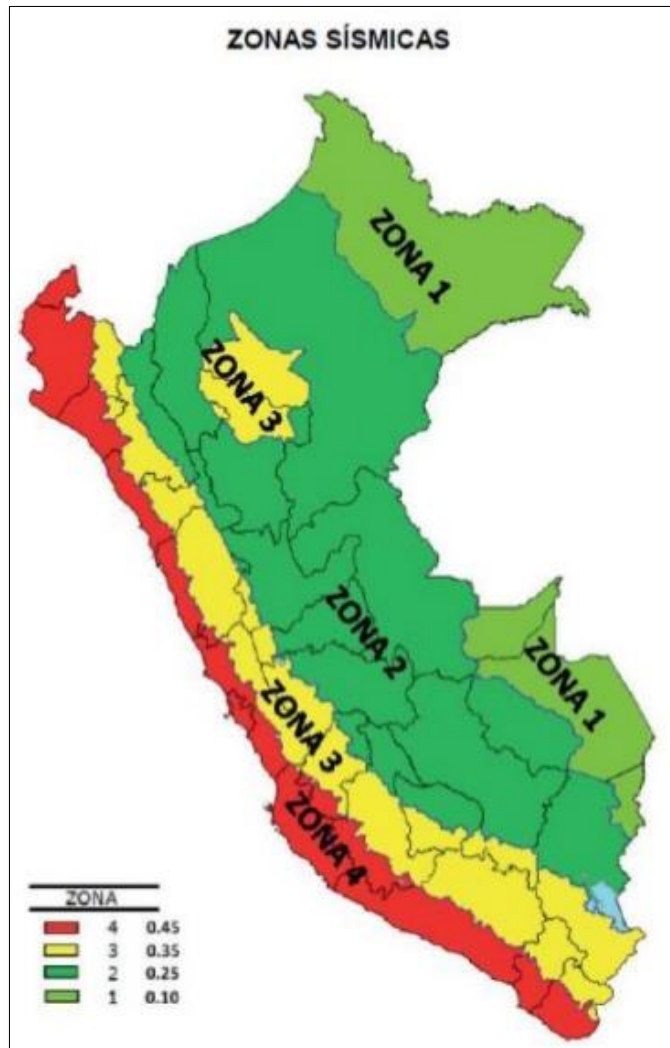 ZONAS SÍSMICAS
ZONA 1
ZONA 3
ZONA 2
ZONA 1
ZONA 3
ZONA 4
ZONA
4 0.45
3 0.35
2 0.25
1 0.10